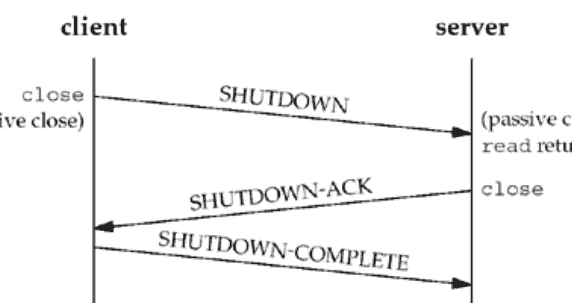 client
server
close
SHUTDOWN
ive close)
(passive c
read retu
SHUTDOWN-ACK
close
SHUTDOWN-COMPLETE